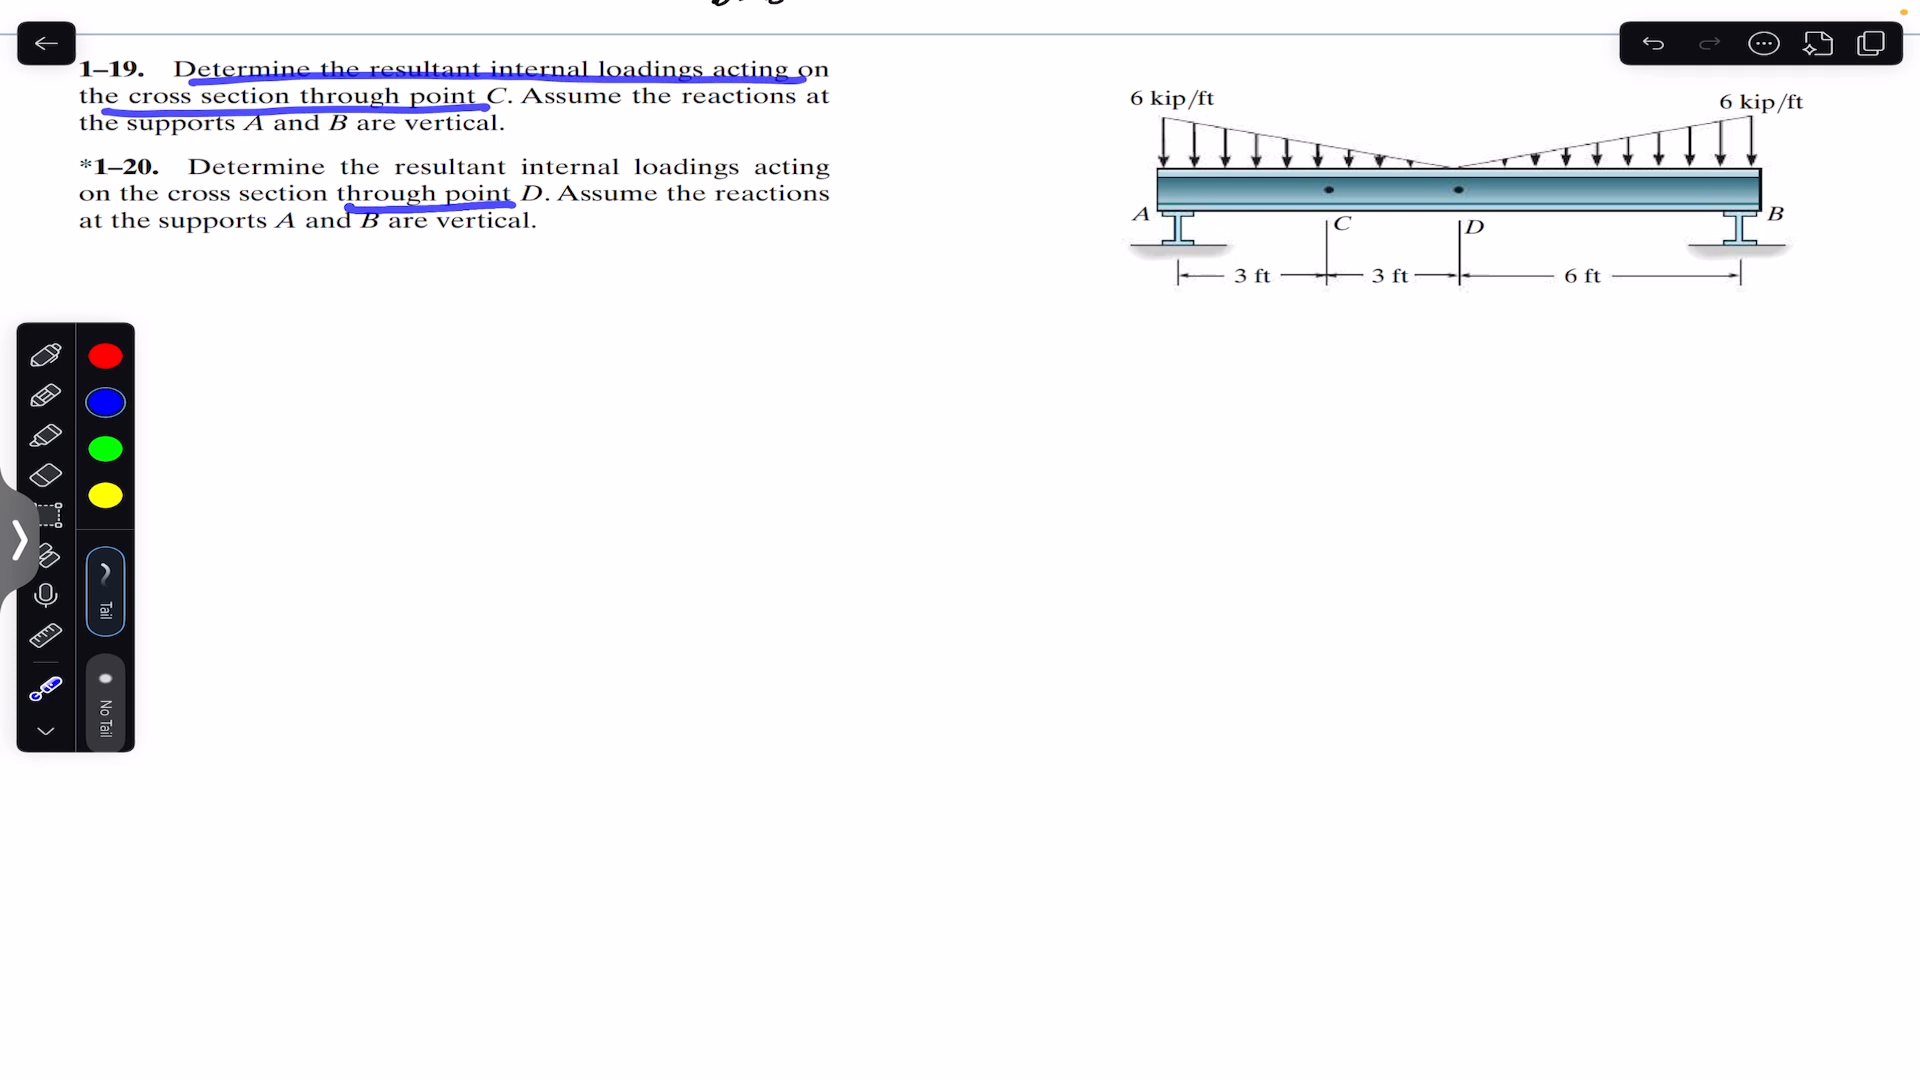 1–19. Determine the resultant internal loadings acting on
the cross section through point C. Assume the reactions at
the supports A and B are vertical.
*1–20. Determine the resultant internal loadings acting
on the cross section through point D. Assume the reactions
at the supports A and B are vertical.
6 kip/ft
6 kip/ft
A
B
C
D
3 ft
3 ft
6 ft
Tail
No Tail